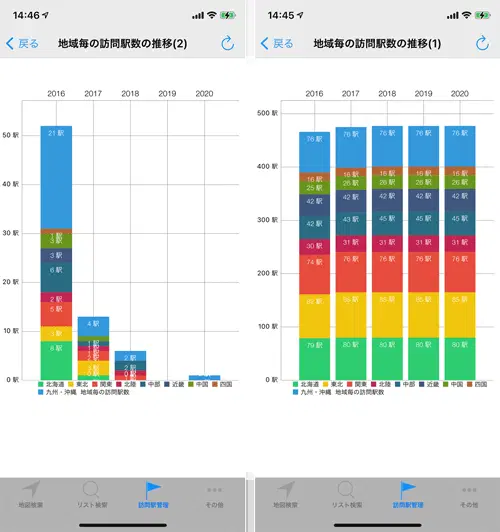 14:46
戻る
地域毎の訪問駅数の推移(2)
2016 2017 2018 2019 2020
50 駅
40 駅
30 駅
20 駅
10 駅
0 駅
21 駅
1 駅
3 駅
3 駅
6 駅
2 駅
5 駅
3 駅
8 駅
4 駅
2 駅
北海道 東北 関東 北陸 中部 近畿 中国 四国
九州・沖縄 地域毎の訪問駅数
地図検索 リスト検索 訪問駅管理 その他
14:45
戻る
地域毎の訪問駅数の推移(1)
2016 2017 2018 2019 2020
500 駅
400 駅
300 駅
200 駅
100 駅
0 駅
76 駅 76 駅 76 駅 76 駅
16 駅 16 駅 16 駅 16 駅 16 駅
25 駅 26 駅 26 駅 26 駅 26 駅
42 駅 42 駅 42 駅 42 駅 42 駅
42 駅 43 駅 45 駅 45 駅 45 駅
30 駅 31 駅 31 駅 31 駅 31 駅
74 駅 76 駅 76 駅 76 駅 76 駅
85 駅 85 駅 85 駅
79 駅 80 駅 80 駅 80 駅 80 駅
北海道 東北 関東 北陸 中部 近畿 中国 四国
九州・沖縄 地域毎の訪問駅数
地図検索 リスト検索 訪問駅管理 その他